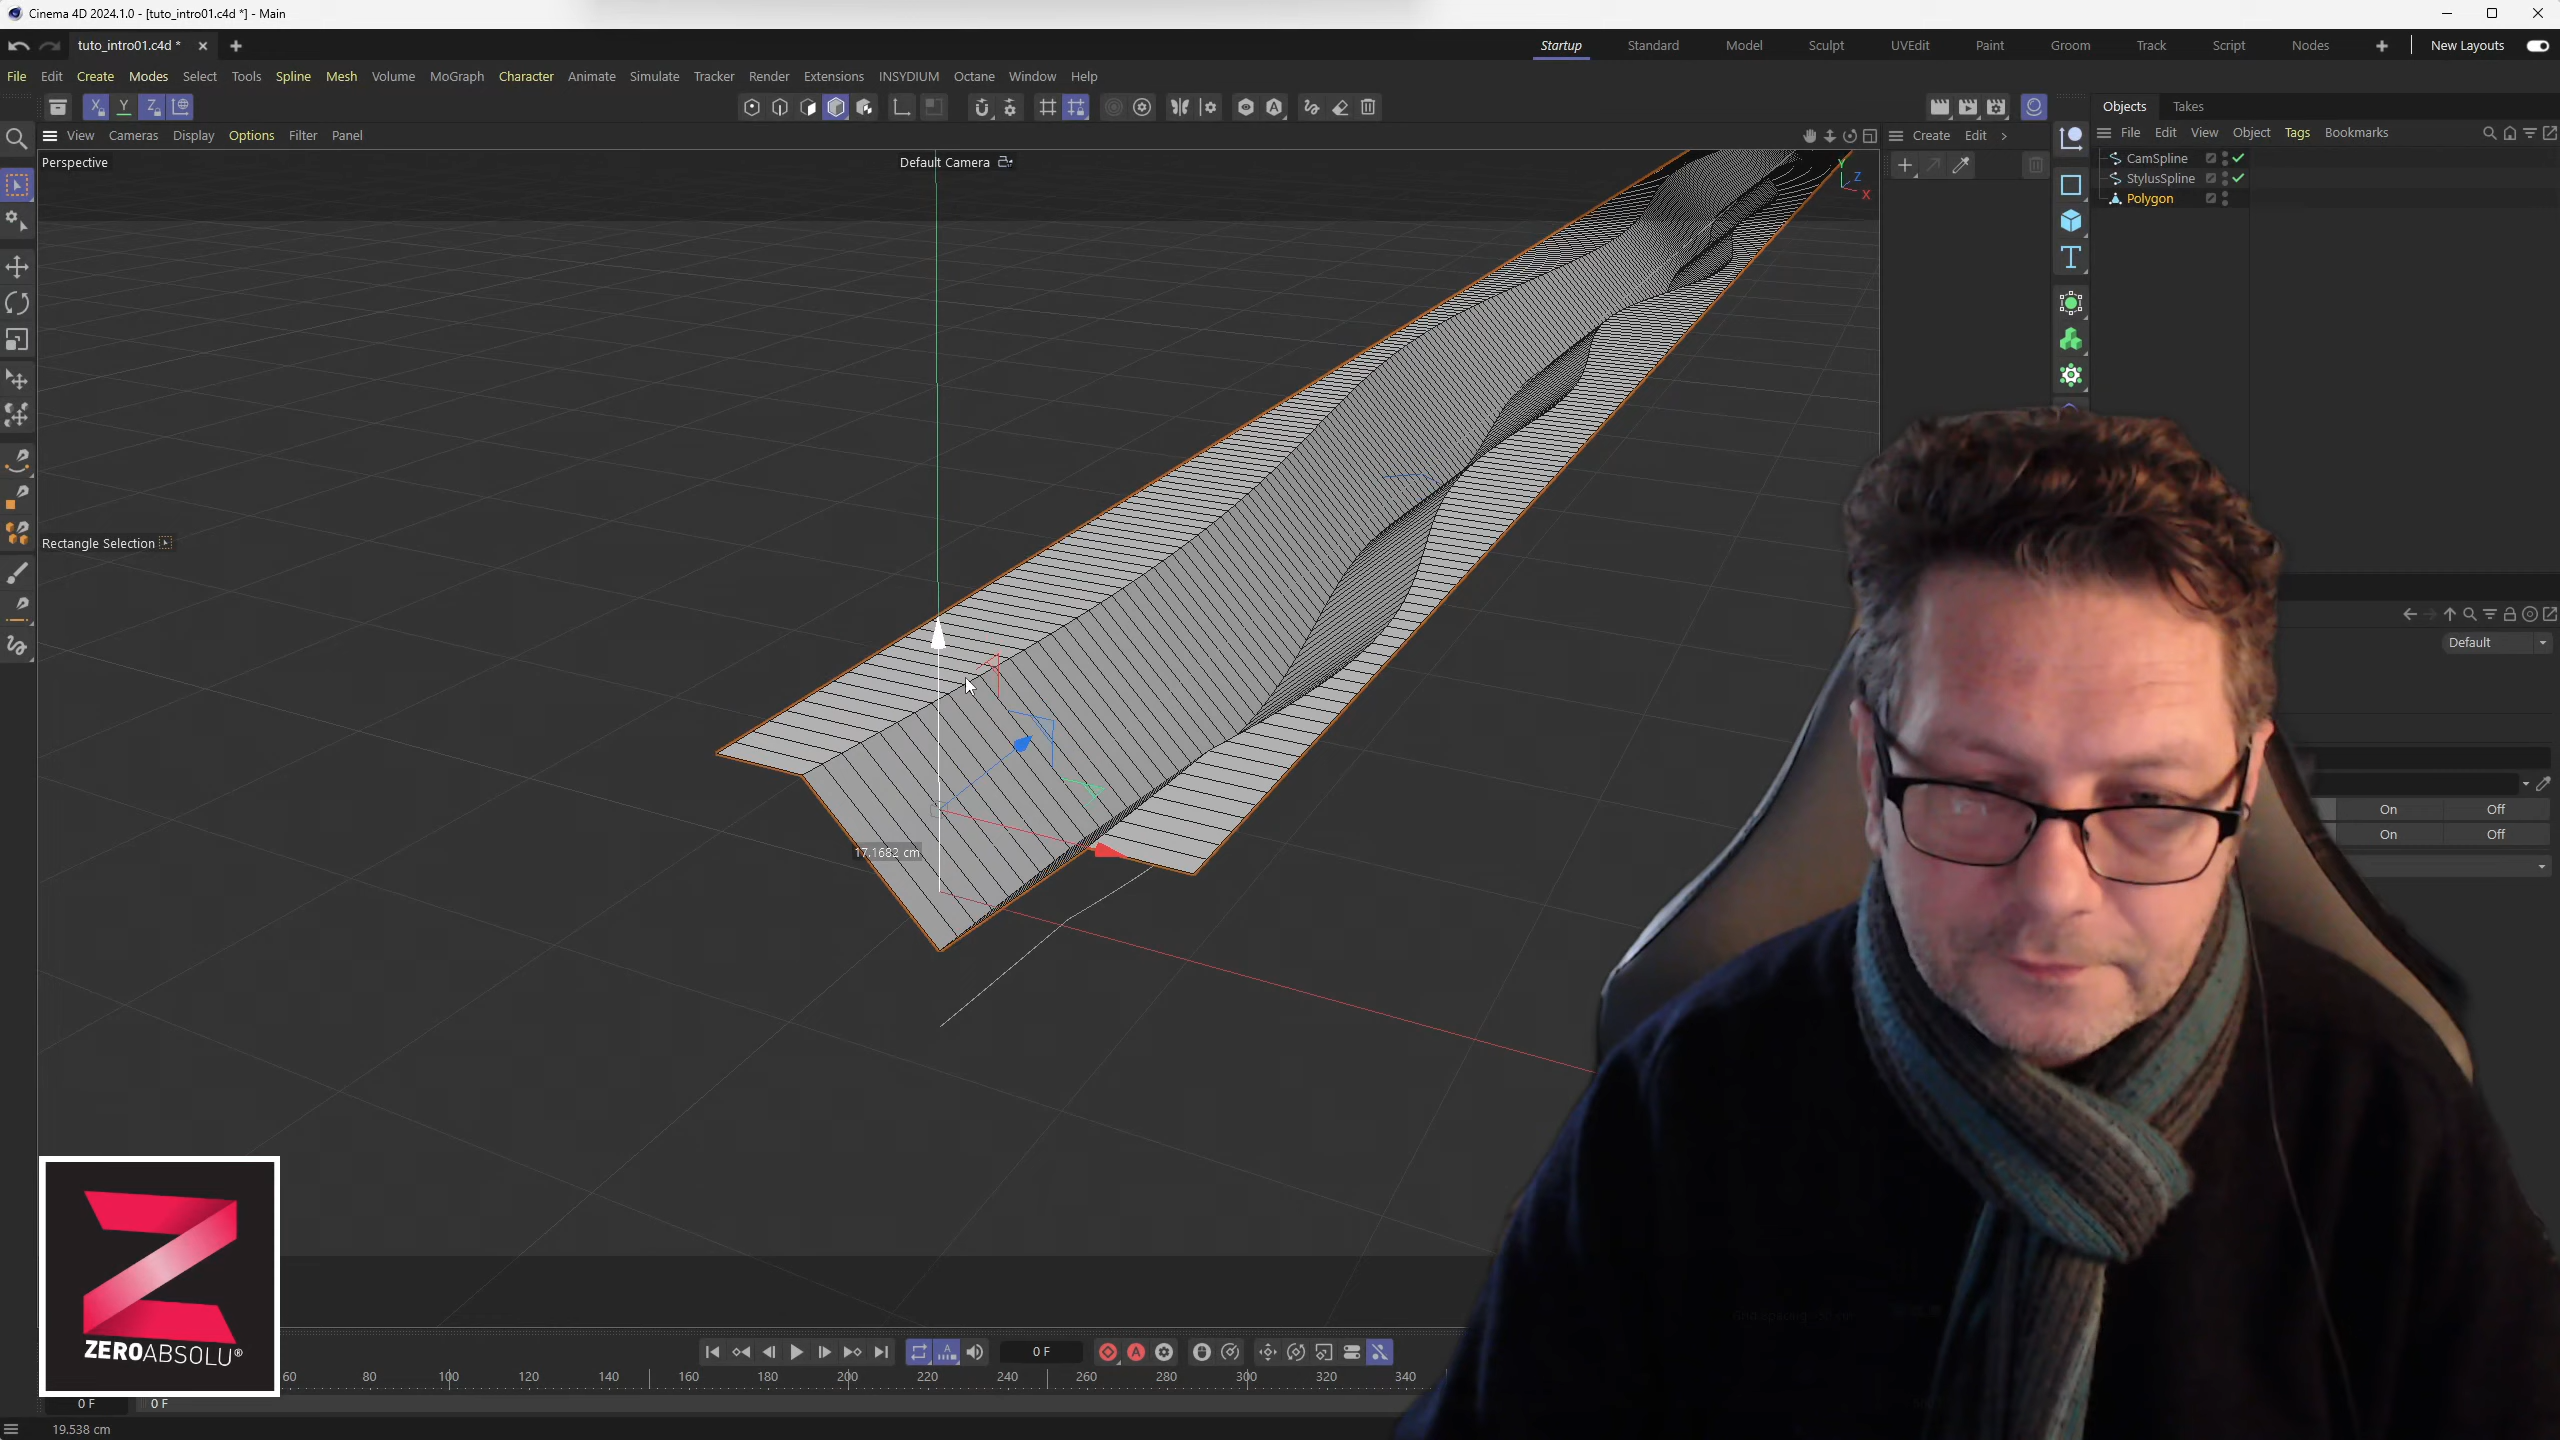 Cinema 4D 2024.1.0 - [tuto_intro01.c4d *] - Main
tuto_intro01.c4d *
Startup Standard Model Sculpt UVEdit Paint Groom Track Script Nodes New Layouts
File Edit Create Modes Select Tools Spline Mesh Volume MoGraph Character Animate Simulate Tracker Render Extensions INSYDIUM Octane Window Help
X Y Z
Objects Takes
View Cameras Display Options Filter Panel
Create Edit
File Edit View Object Tags Bookmarks
Perspective
Default Camera
Y
Z
X
CamSpline
StylusSpline
Polygon
Rectangle Selection
Default
On Off
On Off
17.1682 cm
ZEROABSOLU®
0 F
60 80 100 120 140 160 180 200 220 240 260 280 300 320 340
0 F 0 F
19.538 cm